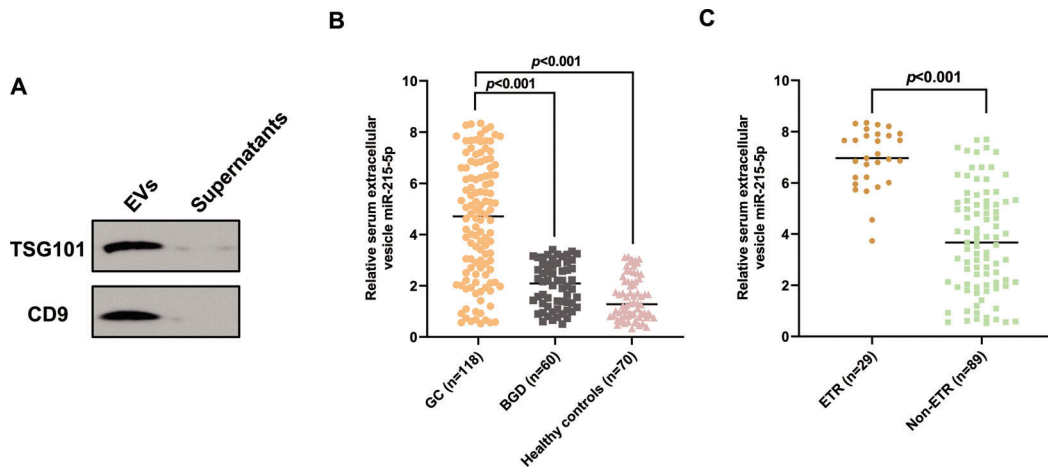 A
EVs
Supernatants
TSG101
CD9
B
Relative serum extracellular
vesicle miR-215-5p
10
8
6
4
2
0
p<0.001
p<0.001
GC (n=118)
BGD (n=60)
Healthy controls (n=70)
C
Relative serum extracellular
vesicle miR-215-5p
10
8
6
4
2
0
p<0.001
ETR (n=29)
Non-ETR (n=89)